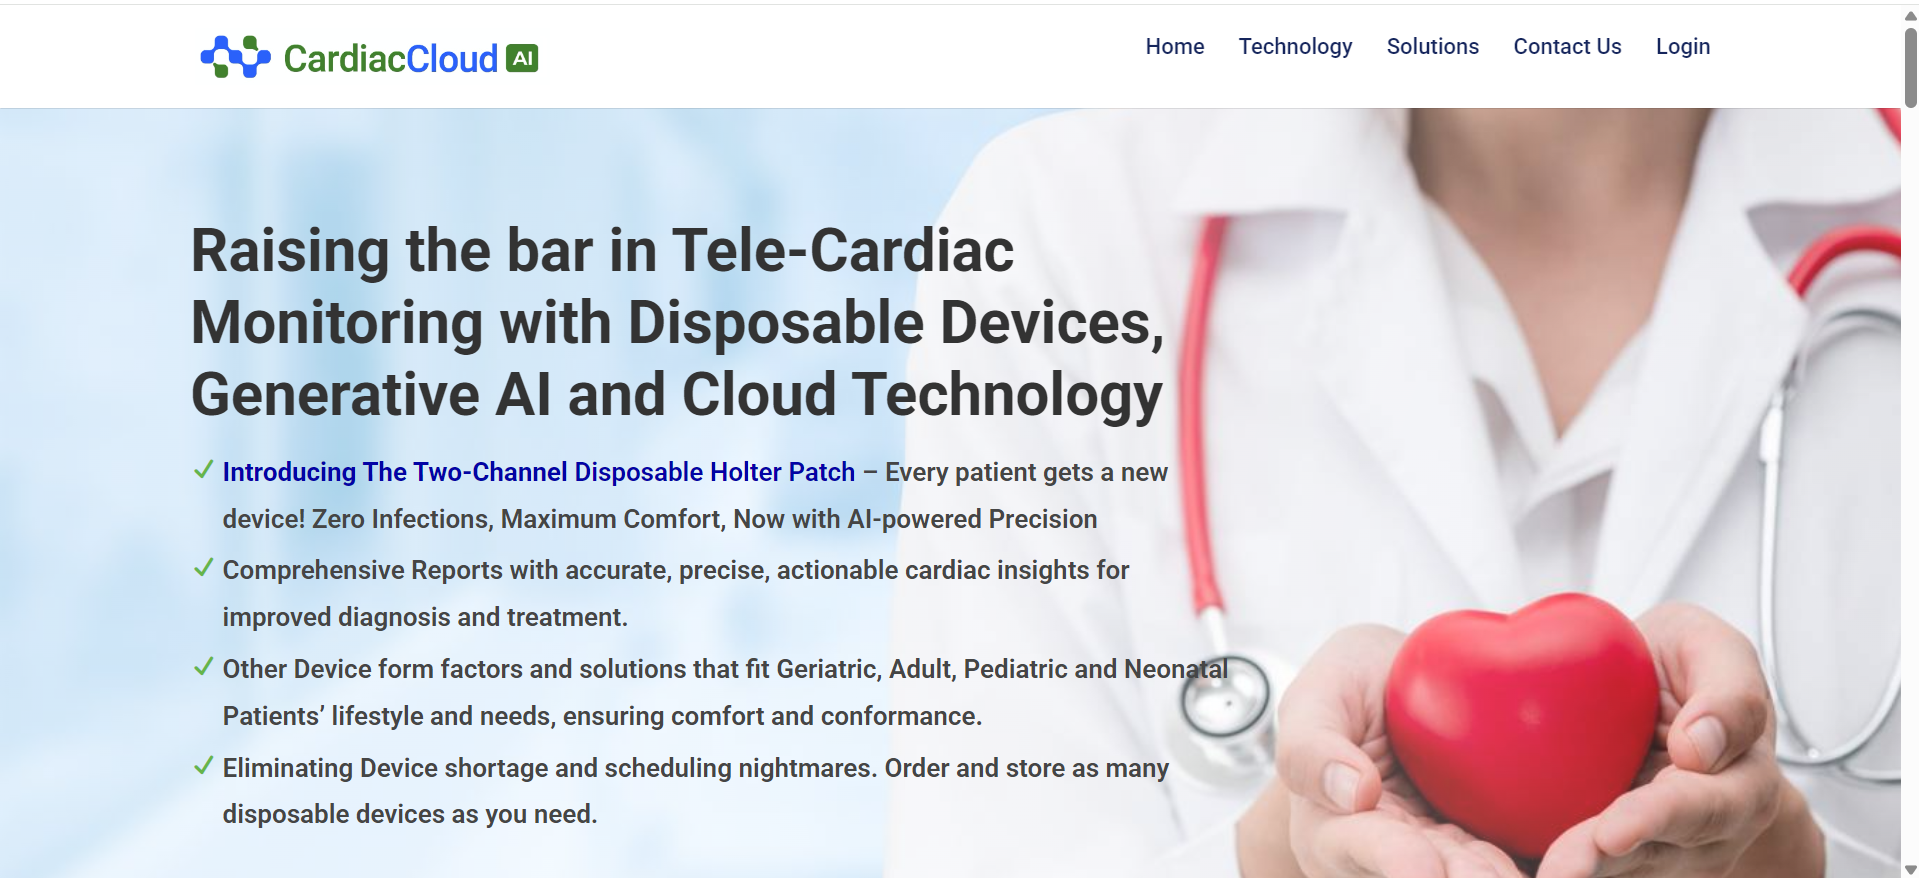 CardiacCloud AI
Home Technology Solutions Contact Us Login
Raising the bar in Tele-Cardiac
Monitoring with Disposable Devices,
Generative AI and Cloud Technology
Introducing The Two-Channel Disposable Holter Patch – Every patient gets a new
device! Zero Infections, Maximum Comfort, Now with AI-powered Precision
Comprehensive Reports with accurate, precise, actionable cardiac insights for
improved diagnosis and treatment.
Other Device form factors and solutions that fit Geriatric, Adult, Pediatric and Neonatal
Patients’ lifestyle and needs, ensuring comfort and conformance.
Eliminating Device shortage and scheduling nightmares. Order and store as many
disposable devices as you need.